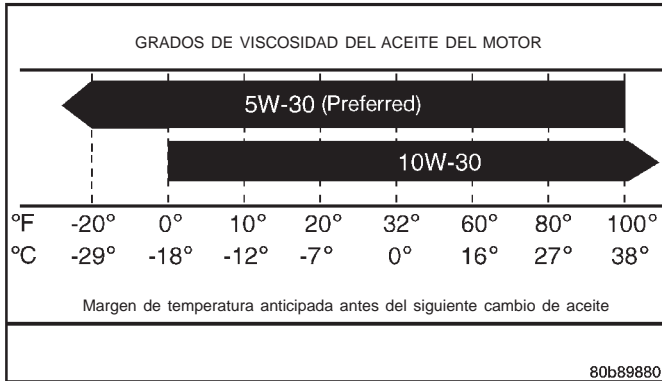 GRADOS DE VISCOSIDAD DEL ACEITE DEL MOTOR
5W-30 (Preferred)
10W-30
°F -20° 0° 10° 20° 32° 60° 80° 100°
°C -29° -18° -12° -7° 0° 16° 27° 38°
Margen de temperatura anticipada antes del siguiente cambio de aceite
80b89880